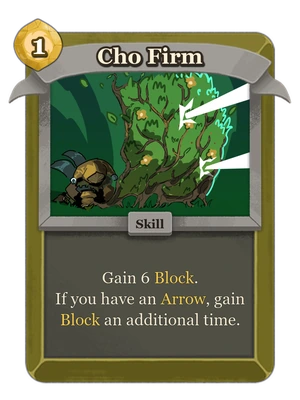 1
Cho Firm
Skill
Gain 6 Block.
If you have an Arrow, gain
Block an additional time.